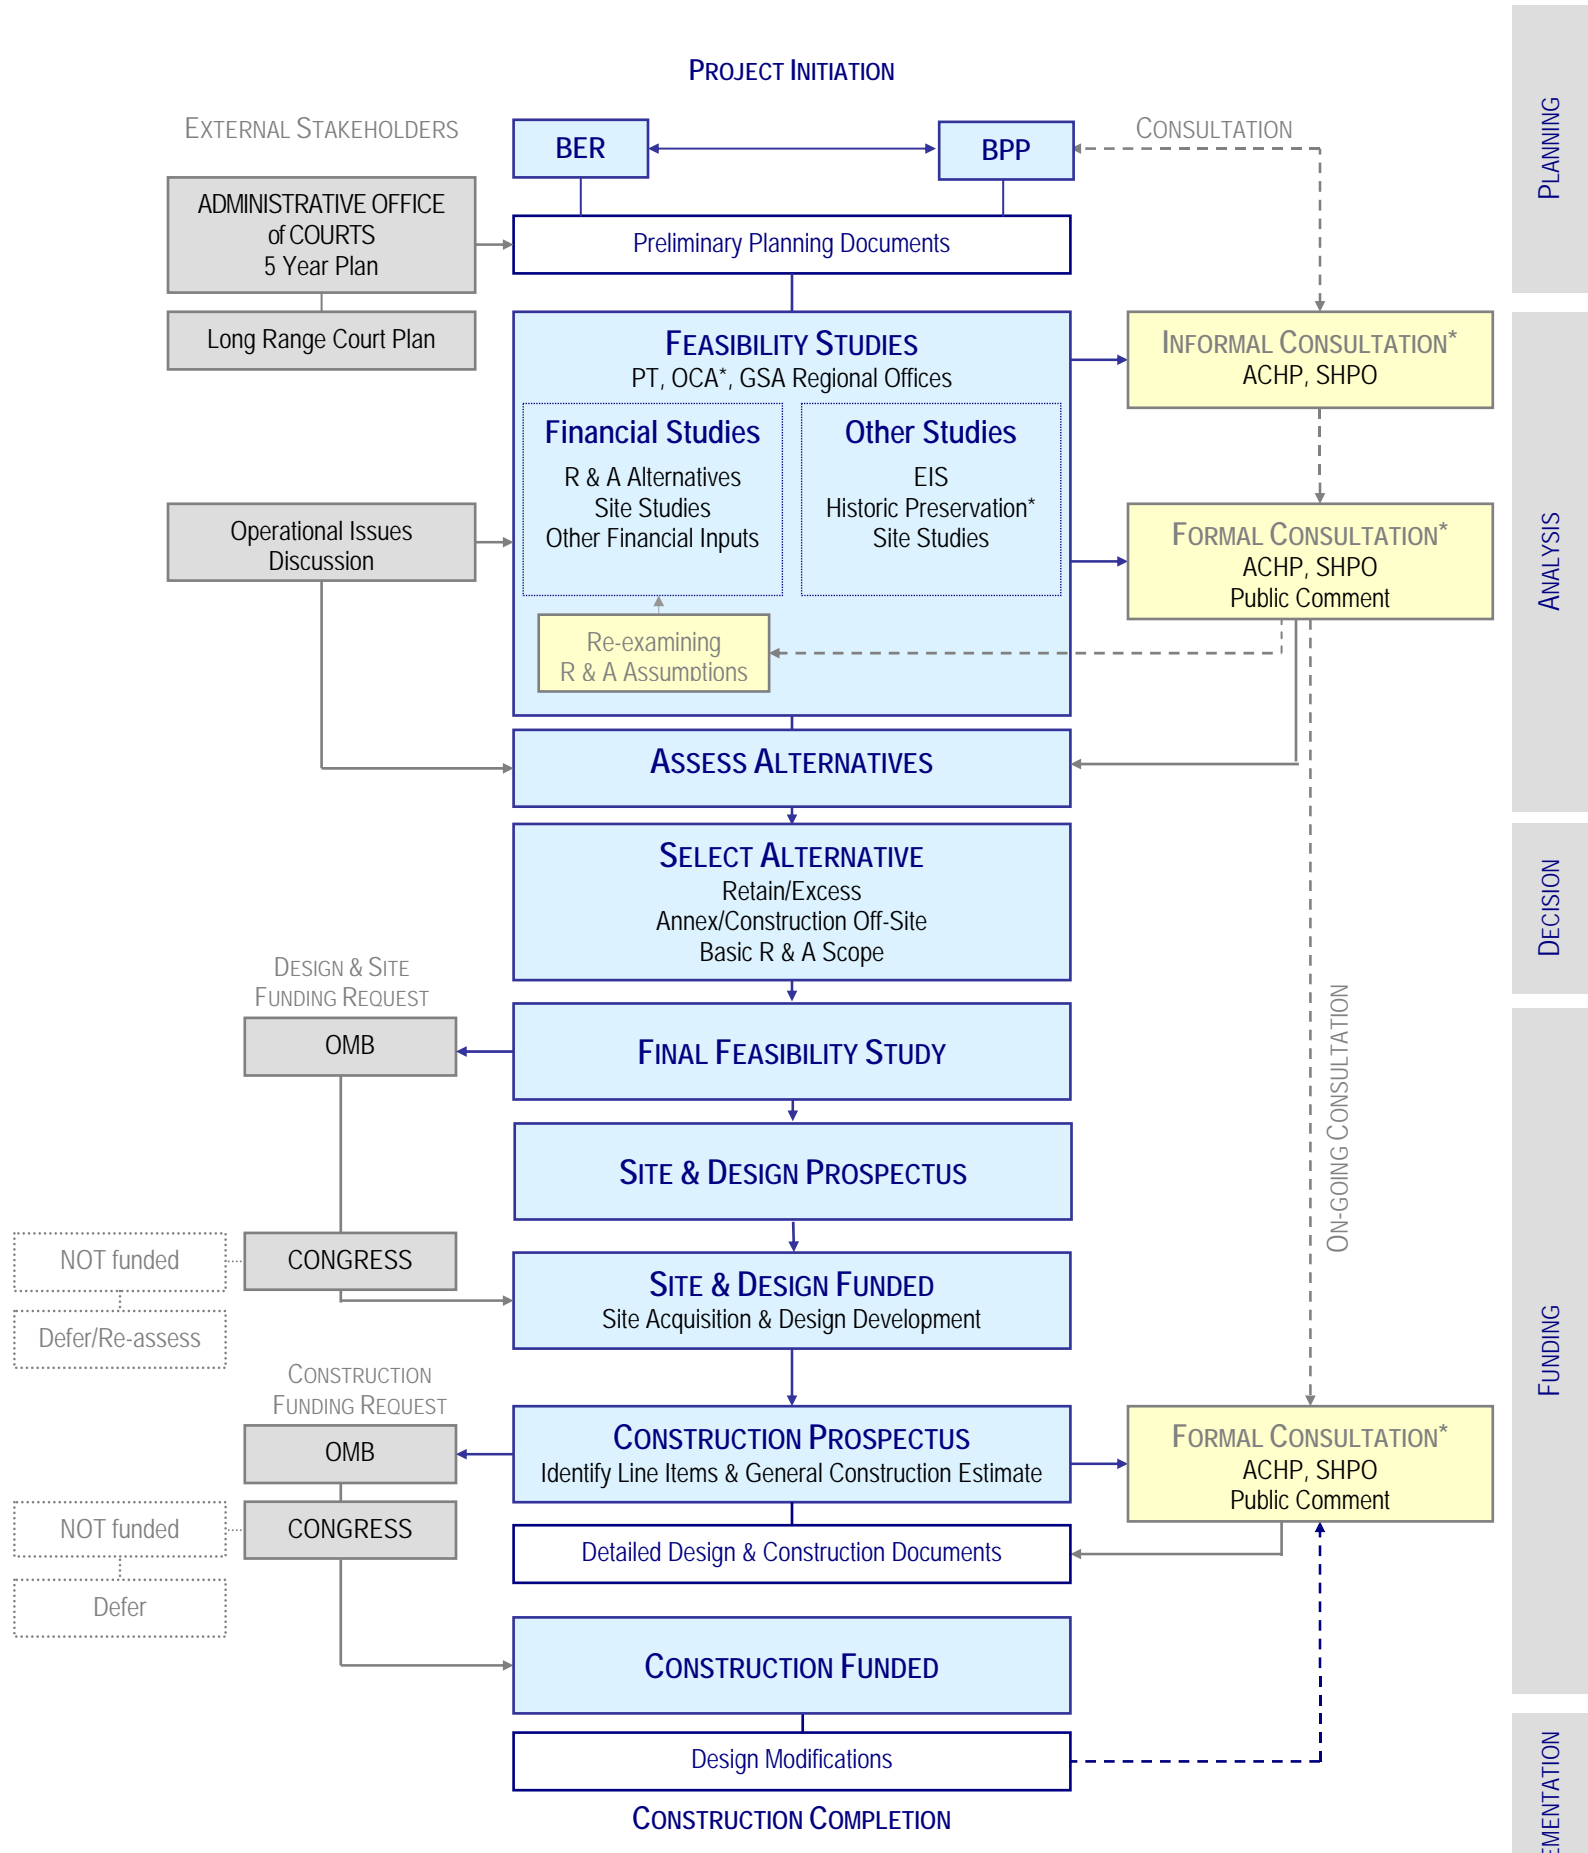 PROJECT INITIATION
EXTERNAL STAKEHOLDERS
BER
BPP
CONSULTATION
PLANNING
ADMINISTRATIVE OFFICE
of COURTS
5 Year Plan
Preliminary Planning Documents
Long Range Court Plan
FEASIBILITY STUDIES
PT, OCA*, GSA Regional Offices
INFORMAL CONSULTATION*
ACHP, SHPO
Financial Studies
R & A Alternatives
Site Studies
Other Financial Inputs
Other Studies
EIS
Historic Preservation*
Site Studies
Operational Issues
Discussion
FORMAL CONSULTATION*
ACHP, SHPO
Public Comment
ANALYSIS
Re-examining
R & A Assumptions
ASSESS ALTERNATIVES
SELECT ALTERNATIVE
Retain/Excess
Annex/Construction Off-Site
Basic R & A Scope
DECISION
DESIGN & SITE
FUNDING REQUEST
OMB
FINAL FEASIBILITY STUDY
ON-GOING CONSULTATION
SITE & DESIGN PROSPECTUS
NOT funded
CONGRESS
SITE & DESIGN FUNDED
Site Acquisition & Design Development
Defer/Re-assess
FUNDING
CONSTRUCTION
FUNDING REQUEST
OMB
CONSTRUCTION PROSPECTUS
Identify Line Items & General Construction Estimate
FORMAL CONSULTATION*
ACHP, SHPO
Public Comment
NOT funded
CONGRESS
Detailed Design & Construction Documents
Defer
CONSTRUCTION FUNDED
Design Modifications
CONSTRUCTION COMPLETION
EMENTATION